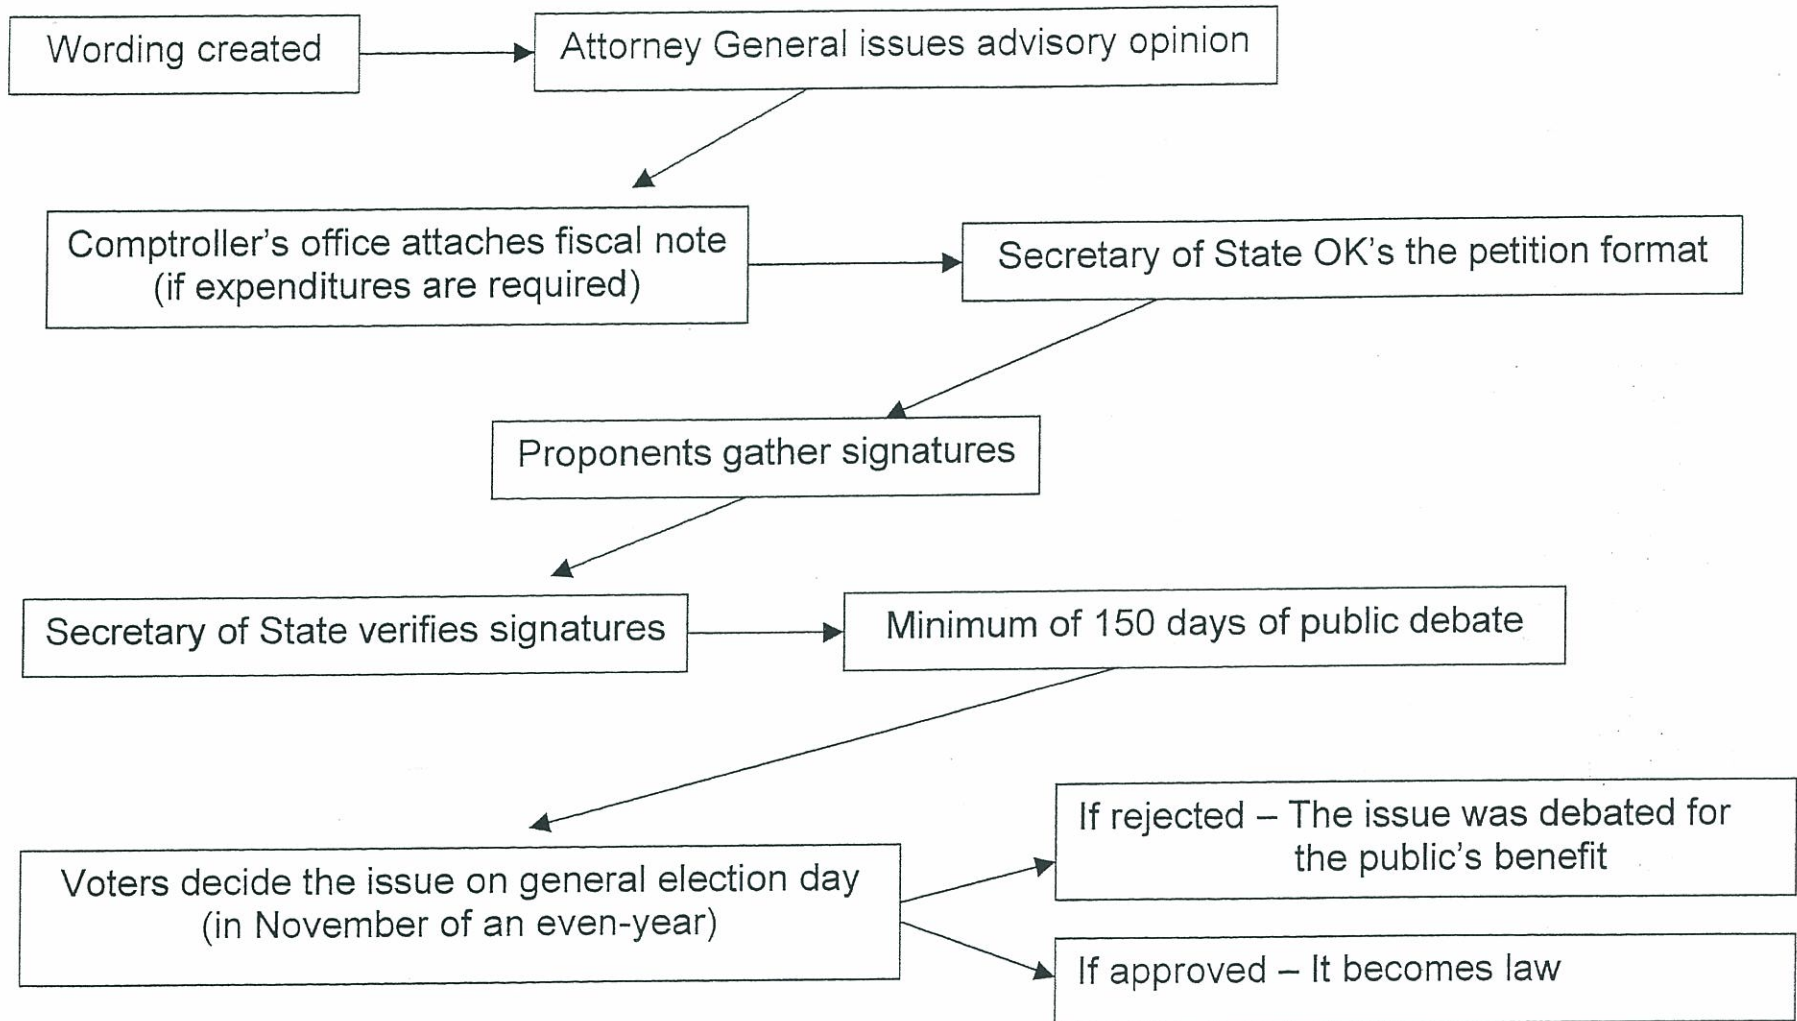 Wording created
Attorney General issues advisory opinion
Comptroller's office attaches fiscal note
(if expenditures are required)
Secretary of State OK's the petition format
Proponents gather signatures
Secretary of State verifies signatures
Minimum of 150 days of public debate
Voters decide the issue on general election day
(in November of an even-year)
If rejected – The issue was debated for
the public's benefit
If approved – It becomes law